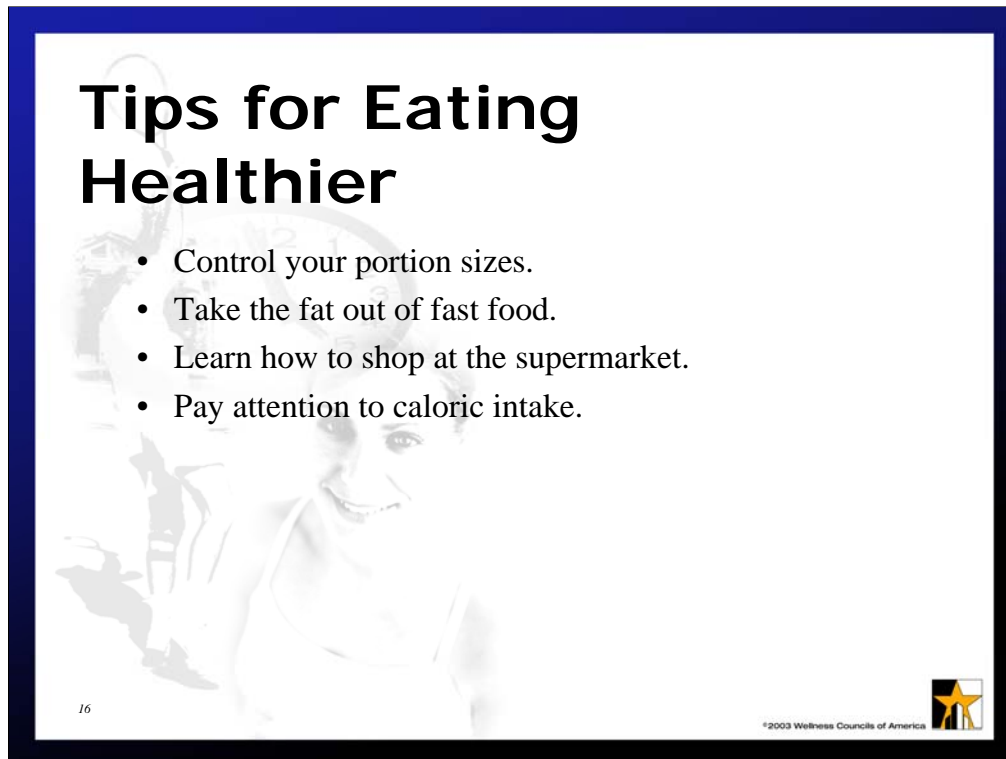 Tips for Eating
Healthier
• Control your portion sizes.
• Take the fat out of fast food.
• Learn how to shop at the supermarket.
• Pay attention to caloric intake.
16
©2003 Wellness Councils of America